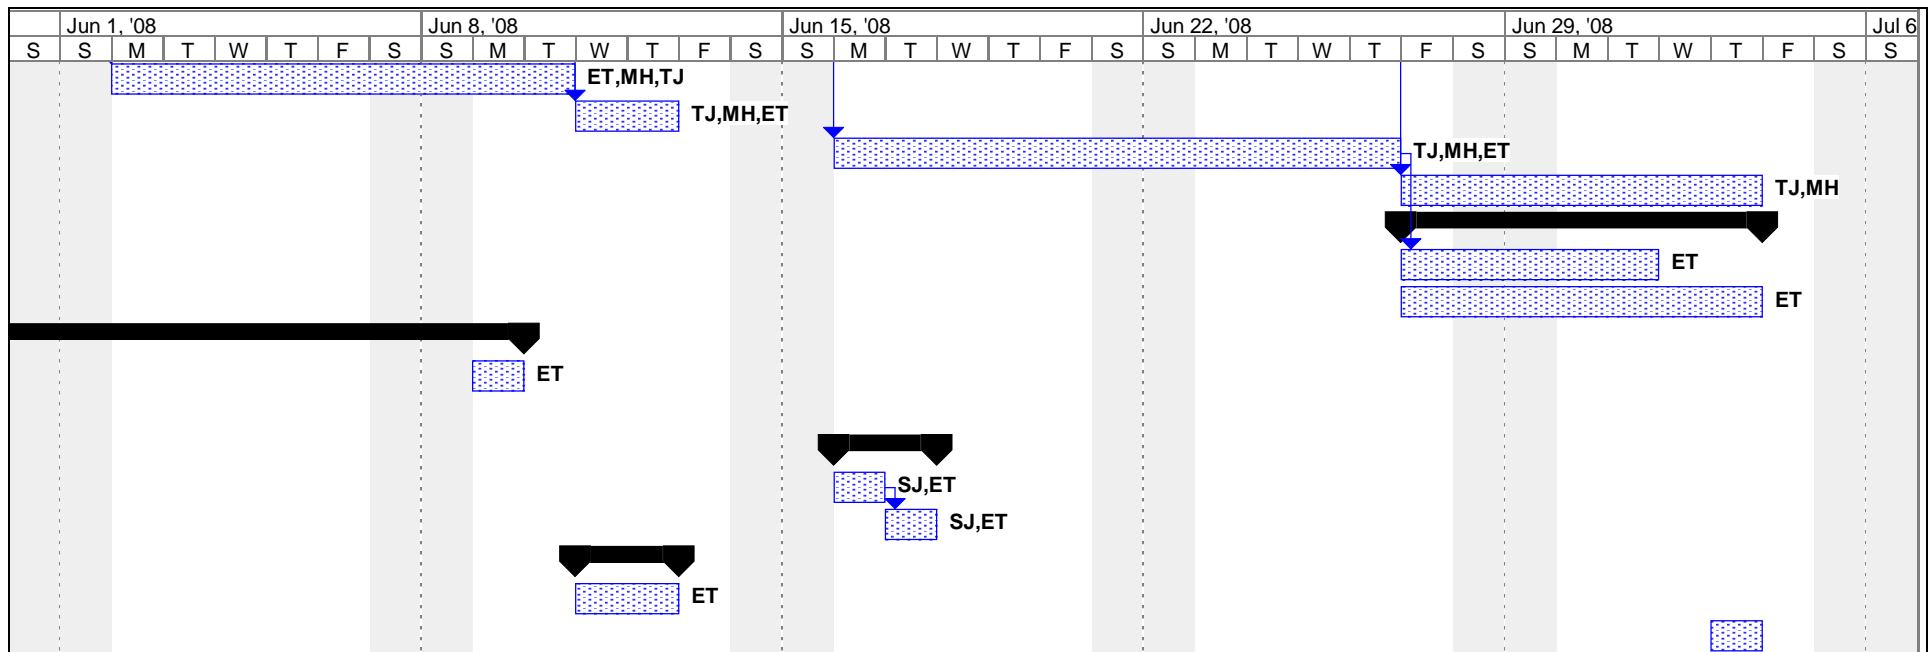 Jun 1, '08 Jun 8, '08 Jun 15, '08 Jun 22, '08 Jun 29, '08 Jul 6
S S M T W T F S S M T W T F S S M T W T F S S M T W T F S S M T W T F S S
ET,MH,TJ
TJ,MH,ET
TJ,MH,ET
TJ,MH
ET
ET
ET
SJ,ET
SJ,ET
ET